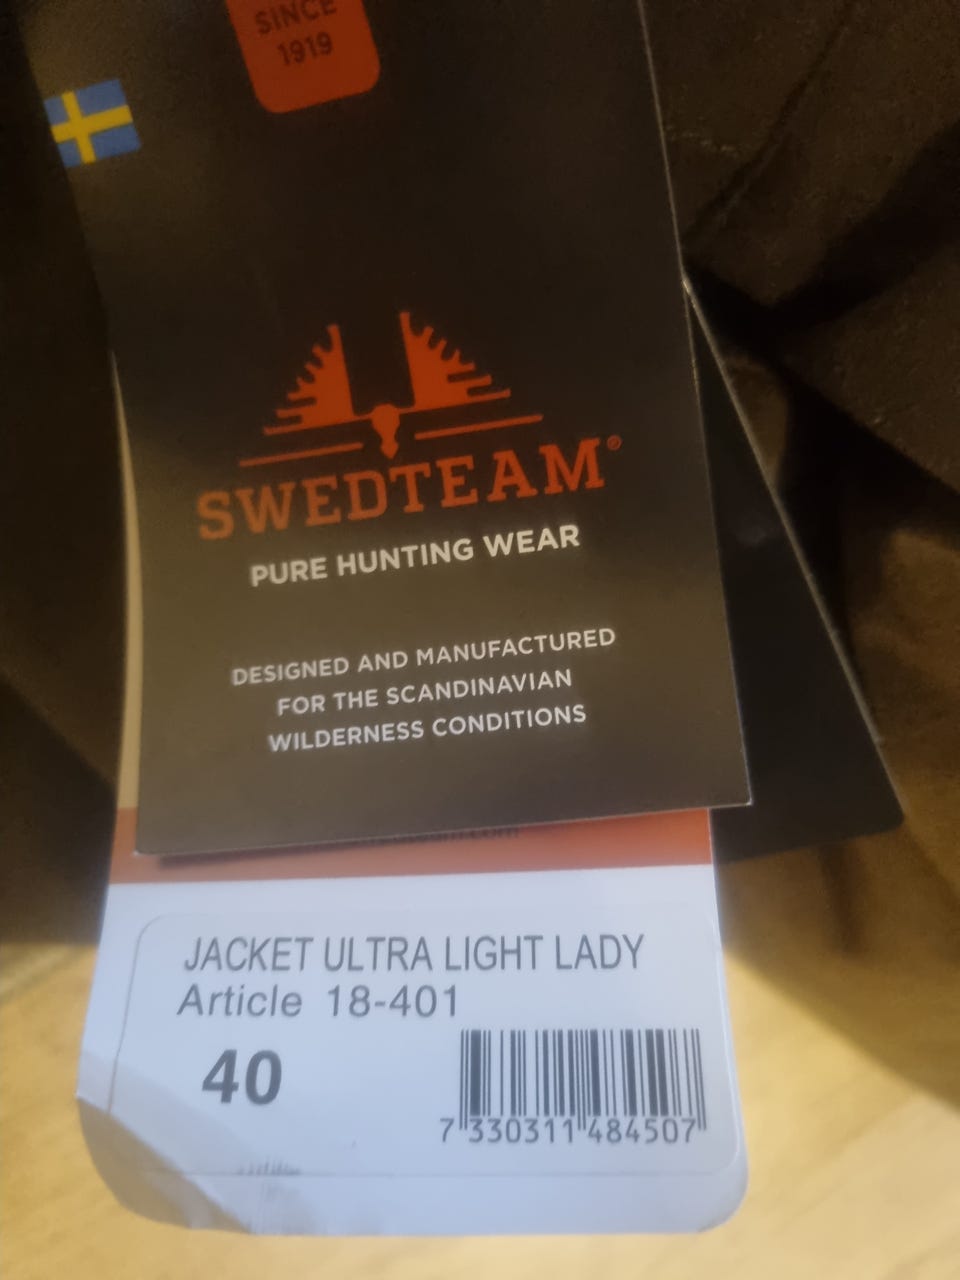 SINCE
1919
SWEDTEAM®
PURE HUNTING WEAR
DESIGNED AND MANUFACTURED
FOR THE SCANDINAVIAN
WILDERNESS CONDITIONS
JACKET ULTRA LIGHT LADY
Article 18-401
40
7 330311 484507